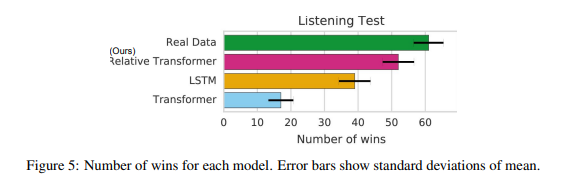 Listening Test
Real Data
(Ours)
Relative Transformer
LSTM
Transformer
0 10 20 30 40 50 60
Number of wins
Figure 5: Number of wins for each model. Error bars show standard deviations of mean.